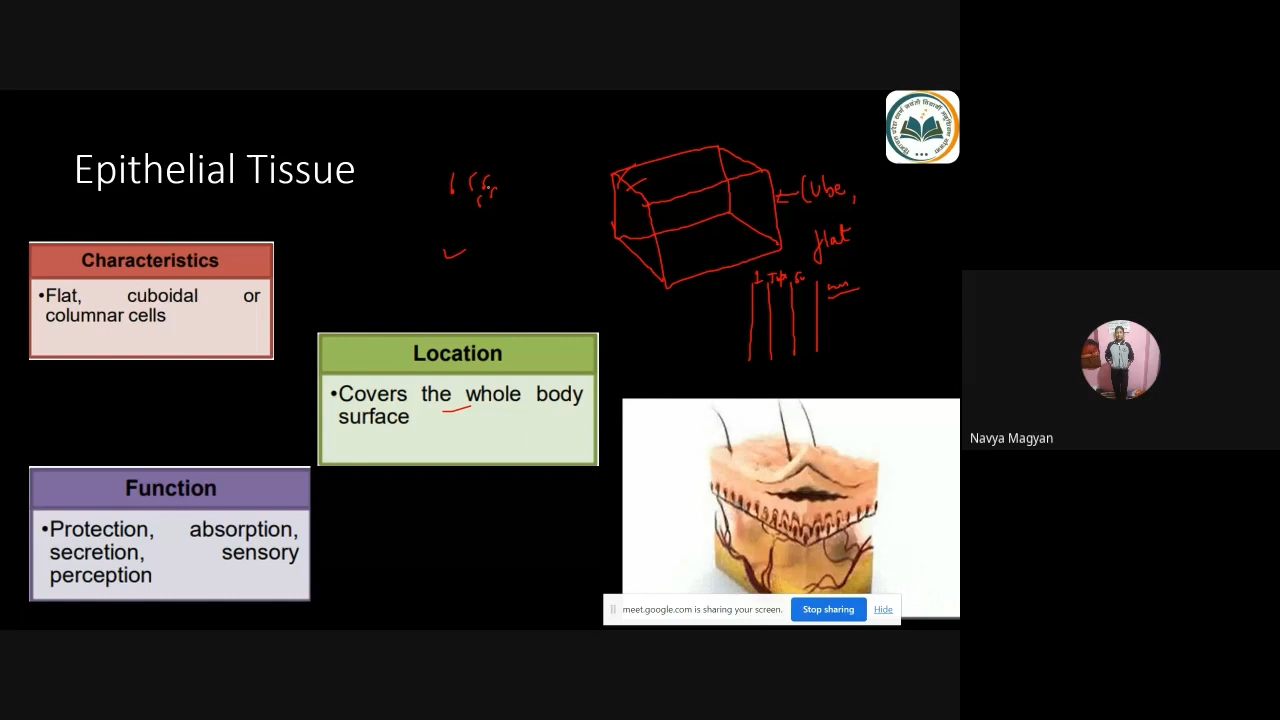 Epithelial Tissue
Cube,
flat
Characteristics
•Flat, cuboidal or
columnar cells
Location
•Covers the whole body
surface
Function
•Protection, absorption,
secretion, sensory
perception
Navya Magyan
meet.google.com is sharing your screen. Stop sharing Hide